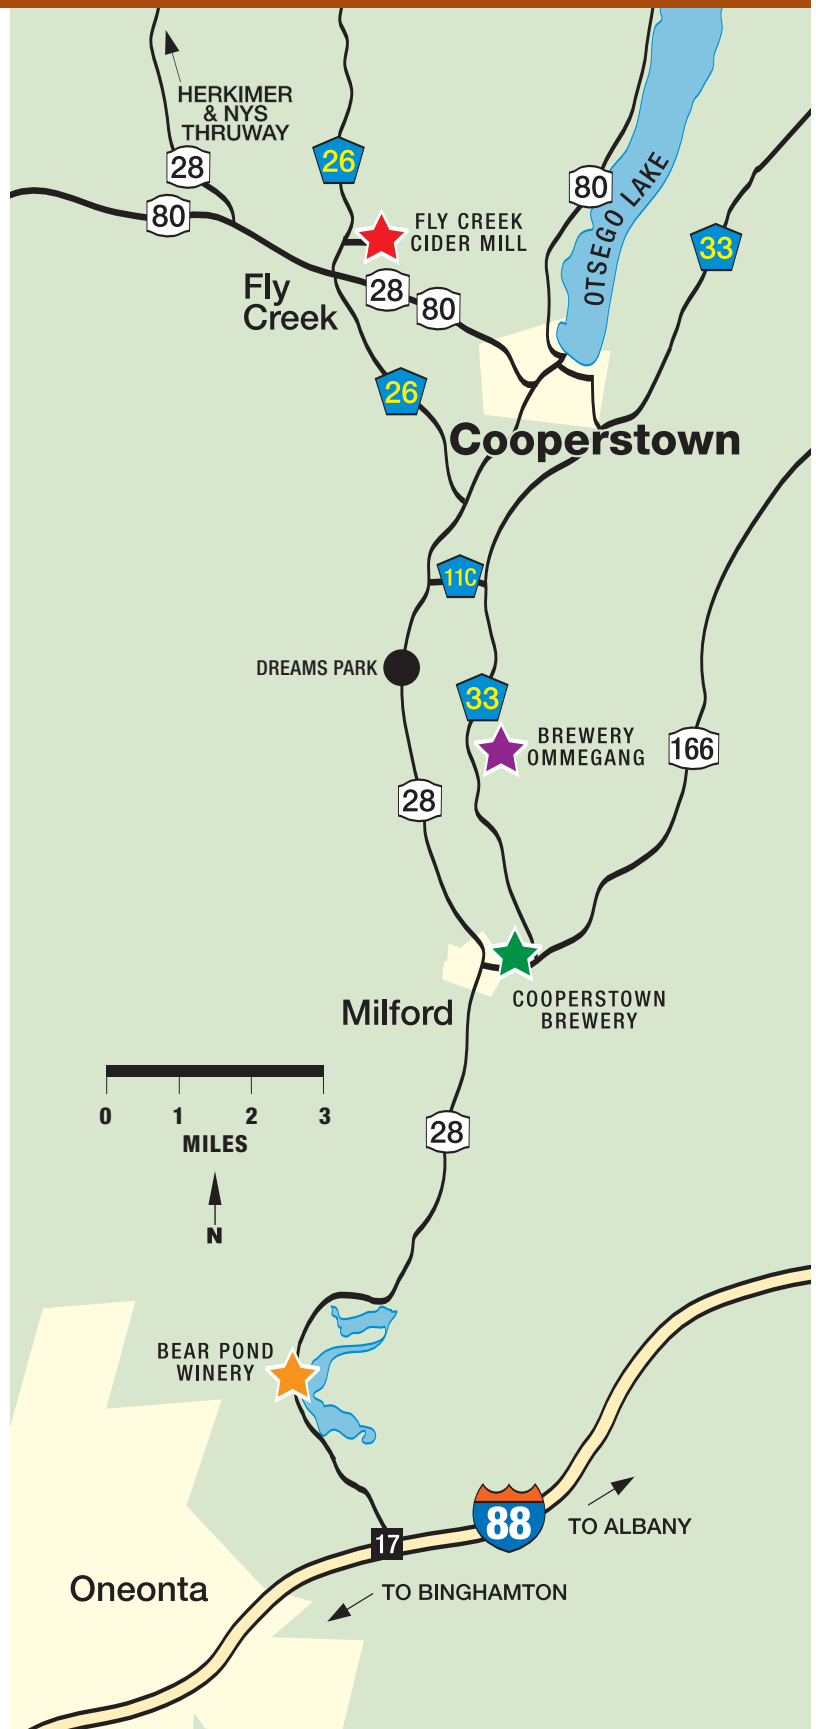 HERKIMER
& NYS
THRUWAY
28
26
80
80
OTSEGO LAKE
33
FLY CREEK
CIDER MILL
Fly
Creek
28
80
26
Cooperstown
11C
DREAMS PARK
33
BREWERY
OMMEGANG
166
28
COOPERSTOWN
BREWERY
Milford
0 1 2 3
MILES
28
N
BEAR POND
WINERY
88
TO ALBANY
17
Oneonta
TO BINGHAMTON